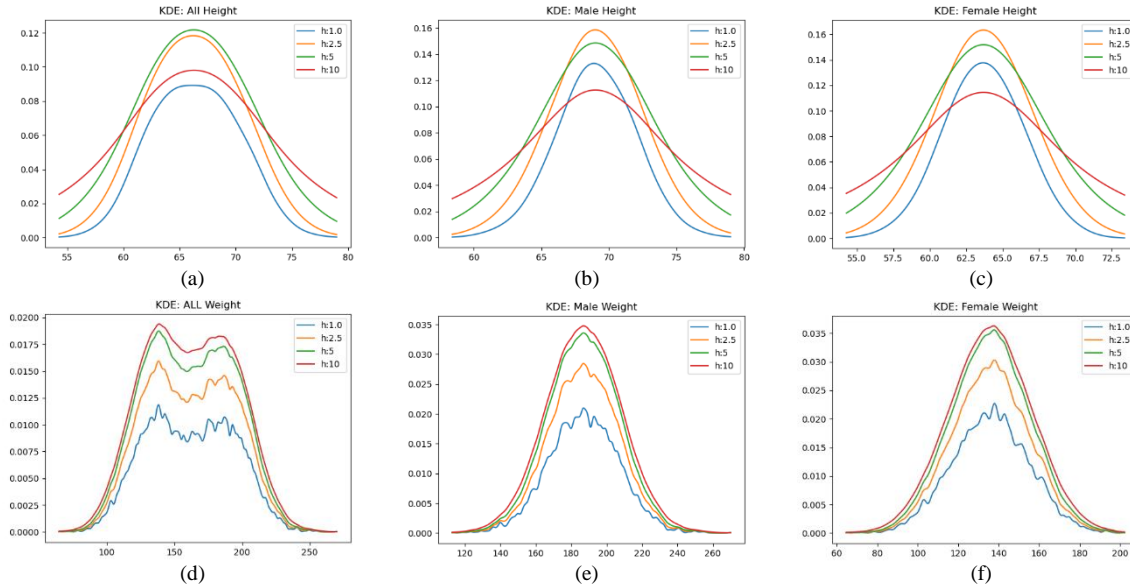 KDE: All Height
0.12
0.10
0.08
0.06
0.04
0.02
0.00
55 60 65 70 75 80
h:1.0
h:2.5
h:5
h:10
(a)
KDE: Male Height
0.16
0.14
0.12
0.10
0.08
0.06
0.04
0.02
0.00
60 65 70 75 80
h:1.0
h:2.5
h:5
h:10
(b)
KDE: Female Height
0.16
0.14
0.12
0.10
0.08
0.06
0.04
0.02
0.00
55.0 57.5 60.0 62.5 65.0 67.5 70.0 72.5
h:1.0
h:2.5
h:5
h:10
(c)
KDE: ALL Weight
0.0200
0.0175
0.0150
0.0125
0.0100
0.0075
0.0050
0.0025
0.0000
100 150 200 250
h:1.0
h:2.5
h:5
h:10
(d)
KDE: Male Weight
0.035
0.030
0.025
0.020
0.015
0.010
0.005
0.000
120 140 160 180 200 220 240 260
h:1.0
h:2.5
h:5
h:10
(e)
KDE: Female Weight
0.035
0.030
0.025
0.020
0.015
0.010
0.005
0.000
60 80 100 120 140 160 180 200
h:1.0
h:2.5
h:5
h:10
(f)